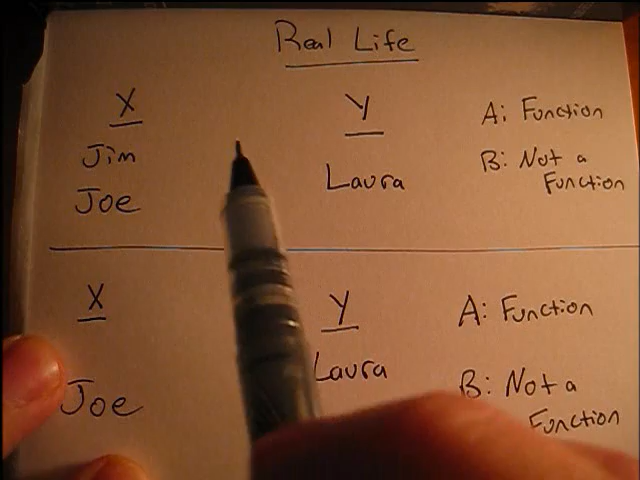 Real Life
X
Y
A: Function
Jim
B: Not a
Function
Joe
Laura
X
Y
A: Function
Joe
Laura
B: Not a
Function